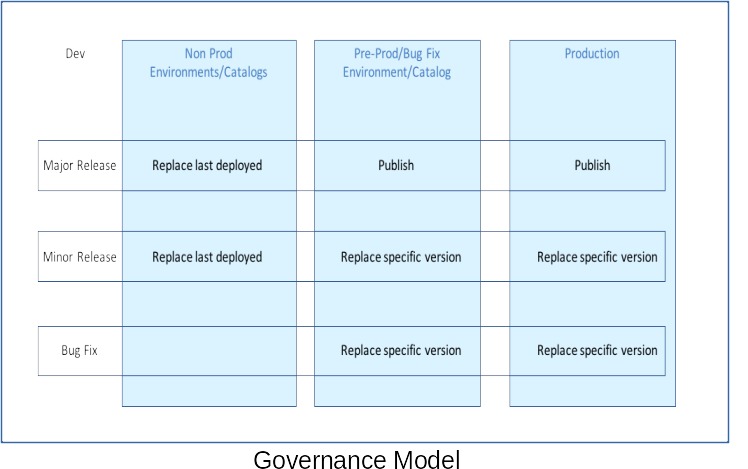 Dev
Non Prod
Environments/Catalogs
Pre-Prod/Bug Fix
Environment/Catalog
Production
Major Release
Replace last deployed
Publish
Publish
Minor Release
Replace last deployed
Replace specific version
Replace specific version
Bug Fix
Replace specific version
Replace specific version
Governance Model